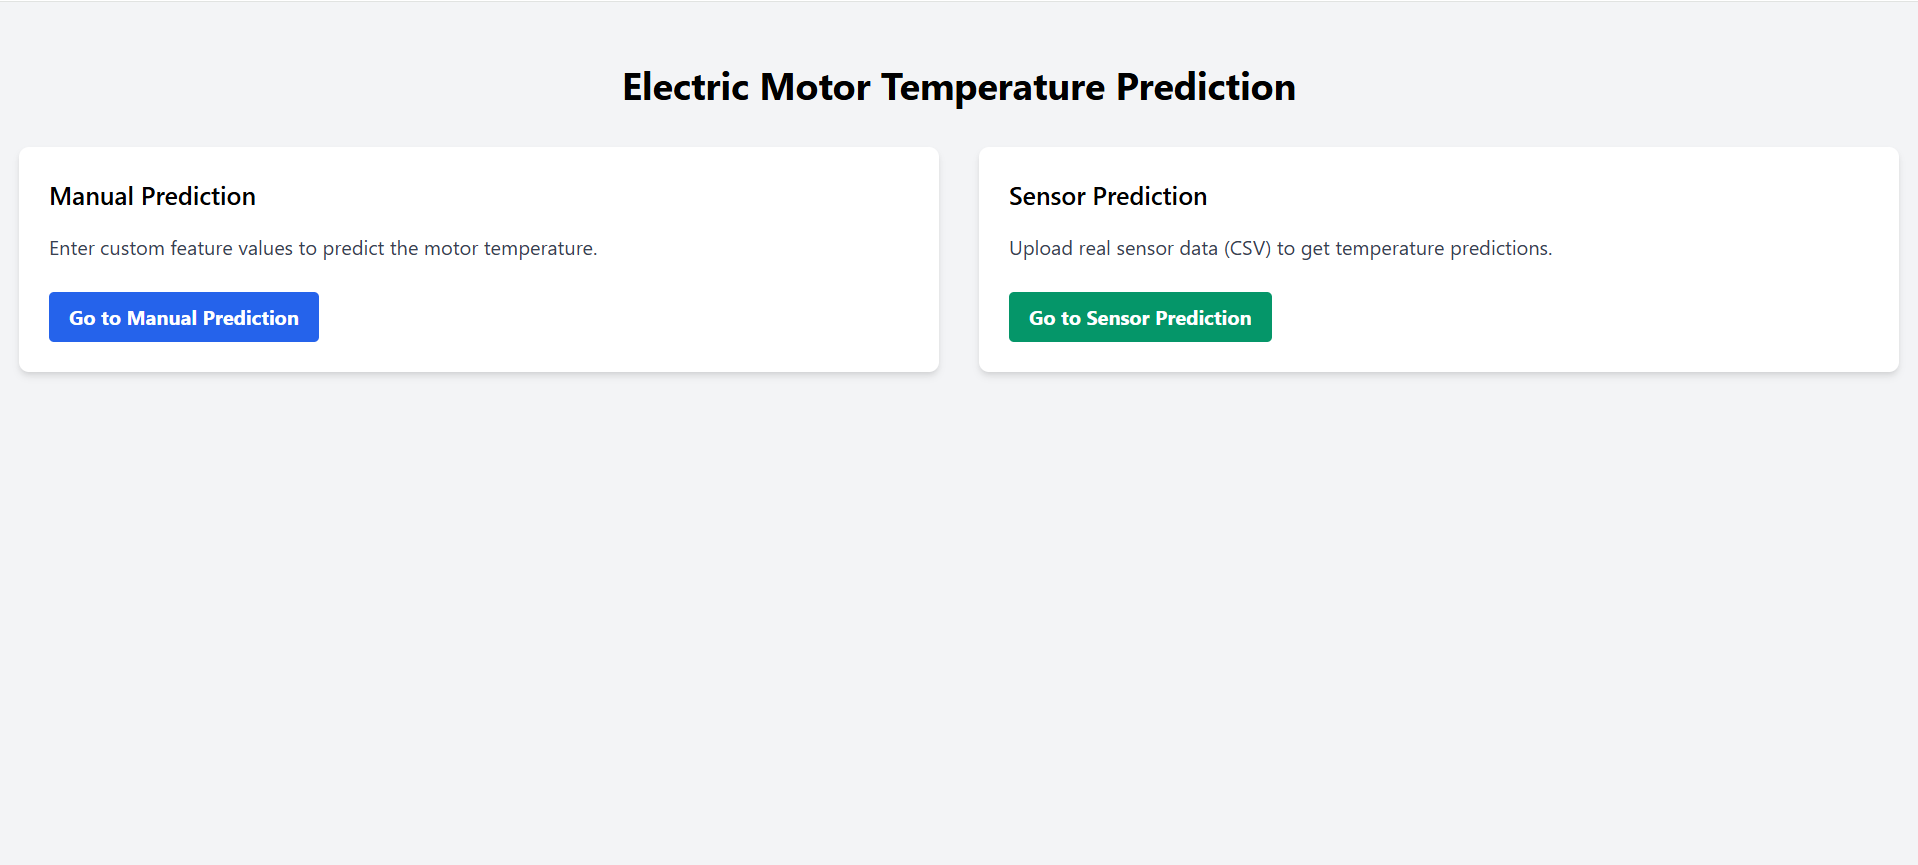 Electric Motor Temperature Prediction
Manual Prediction
Enter custom feature values to predict the motor temperature.
Go to Manual Prediction
Sensor Prediction
Upload real sensor data (CSV) to get temperature predictions.
Go to Sensor Prediction